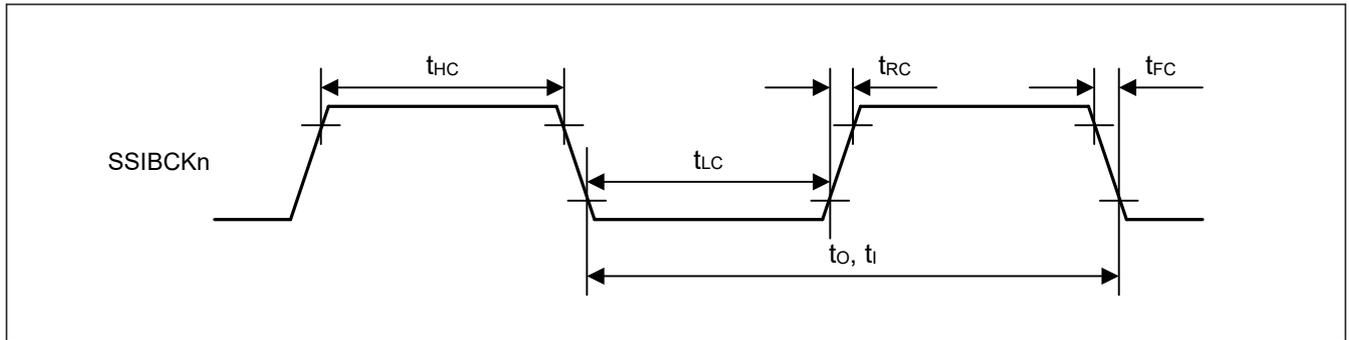 tHC
tRC
tFC
SSIBCKn
tLC
tO, tI